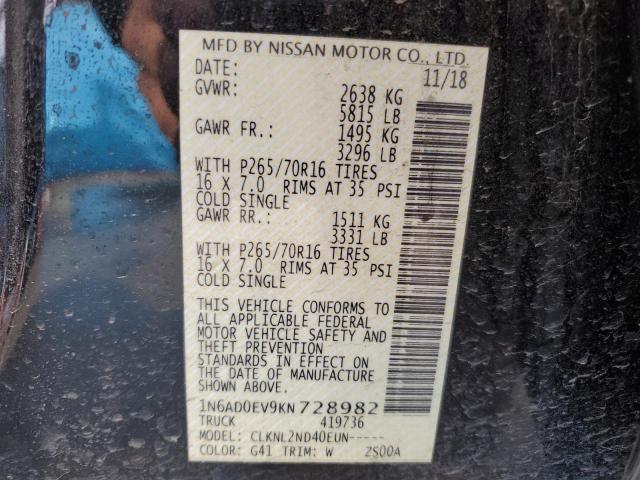 MFD BY NISSAN MOTOR CO., LTD.
DATE: 11/18
GVWR: 2638 KG
5815 LB
GAWR FR.: 1495 KG
3296 LB
WITH P265/70R16 TIRES
16 X 7.0 RIMS AT 35 PSI
COLD SINGLE
GAWR RR.: 1511 KG
3331 LB
WITH P265/70R16 TIRES
16 X 7.0 RIMS AT 35 PSI
COLD SINGLE
THIS VEHICLE CONFORMS TO
ALL APPLICABLE FEDERAL
MOTOR VEHICLE SAFETY AND
THEFT PREVENTION
STANDARDS IN EFFECT ON
THE DATE OF MANUFACTURE
SHOWN ABOVE.
1N6AD0EV9KN728982
TRUCK 419736
MODEL: CLKNL2ND40EUN-----
COLOR: G41 TRIM: W 2S00A